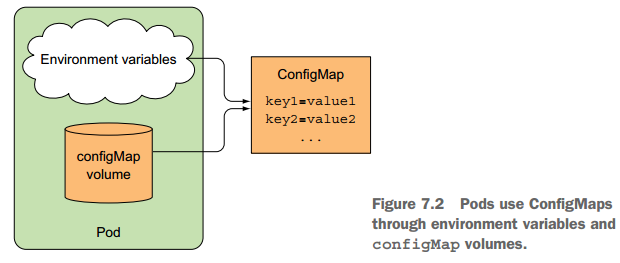 Environment variables
configMap
volume
Pod
ConfigMap
key1=value1
key2=value2
...
Figure 7.2 Pods use ConfigMaps
through environment variables and
configMap volumes.